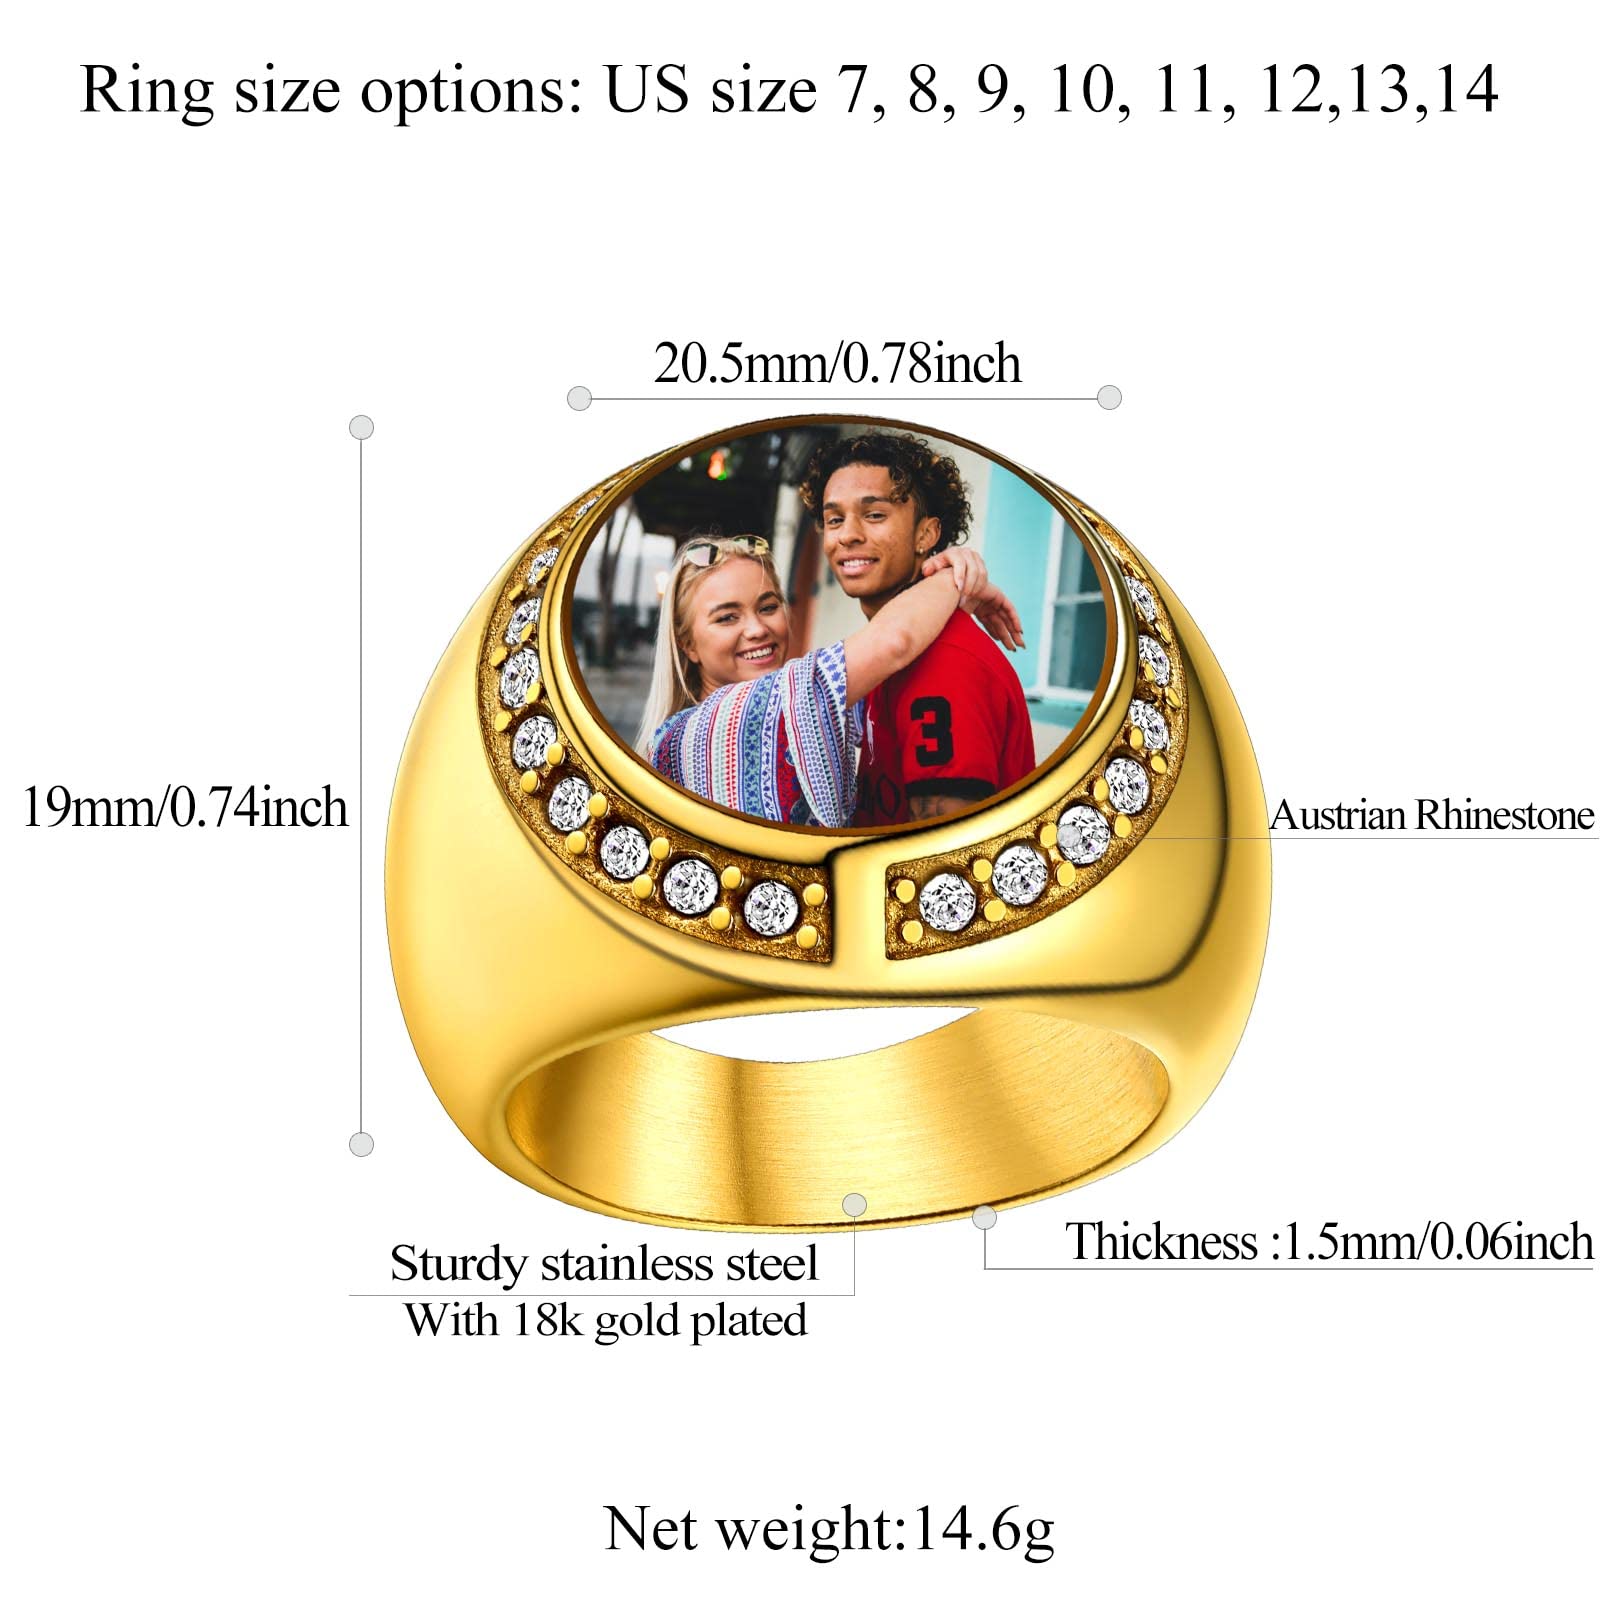 Ring size options: US size 7, 8, 9, 10, 11, 12,13,14
20.5mm/0.78inch
3
19mm/0.74inch
Austrian Rhinestone
Thickness :1.5mm/0.06inch
Sturdy stainless steel
With 18k gold plated
Net weight:14.6g